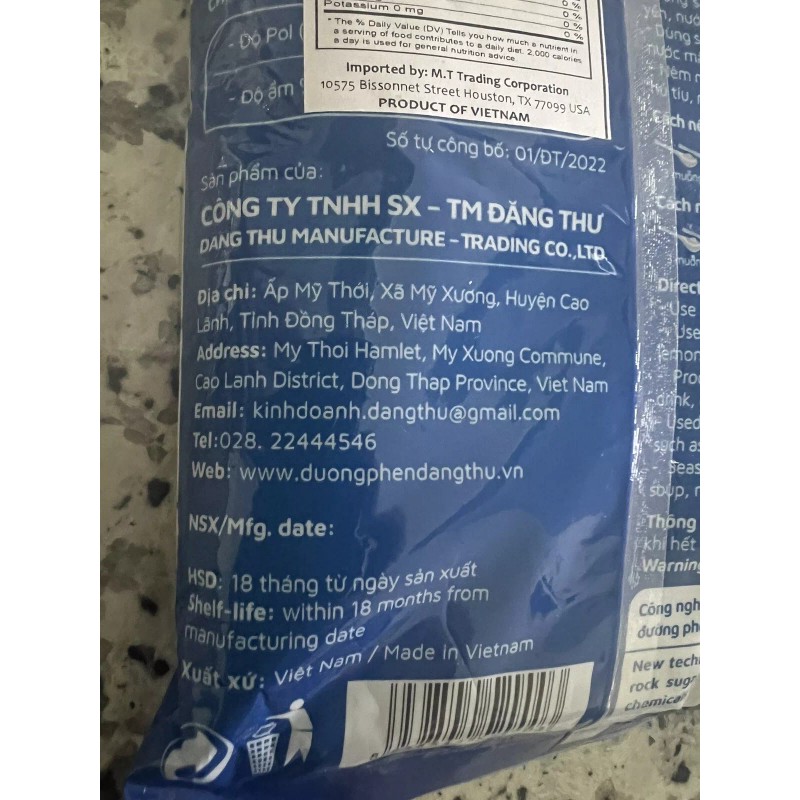 Potassium 0 mg 0 %
0 %
0 %
* The % Daily Value (DV) Tells you how much a nutrient in
a serving of food contributes to a daily diet. 2,000 calories
a day is used for general nutrition advice.
Imported by: M.T Trading Corporation
10575 Bissonnet Street Houston, TX 77099 USA
PRODUCT OF VIETNAM
- Độ Pol (
- Độ ẩm
Số tự công bố: 01/ĐT/2022
Sản phẩm của:
CÔNG TY TNHH SX – TM ĐĂNG THƯ
DANG THU MANUFACTURE – TRADING CO.,LTD.
Địa chỉ: Ấp Mỹ Thới, Xã Mỹ Xương, Huyện Cao
Lãnh, Tỉnh Đồng Tháp, Việt Nam
Address: My Thoi Hamlet, My Xuong Commune,
Cao Lanh District, Dong Thap Province, Viet Nam
Email: kinhdoanh.dangthu@gmail.com
Tel:028. 22444546
Web: www.duongphendangthu.vn
NSX/Mfg. date:
HSD: 18 tháng từ ngày sản xuất
Shelf-life: within 18 months from
manufacturing date
Xuất xứ: Việt Nam / Made in Vietnam
Cách
Cách
Direct
- Use
- Use
drink,
- Used
such as
soup,
Thông
khi hết
Warning
Công ngh
đường ph
New tech
rock suga
chemica